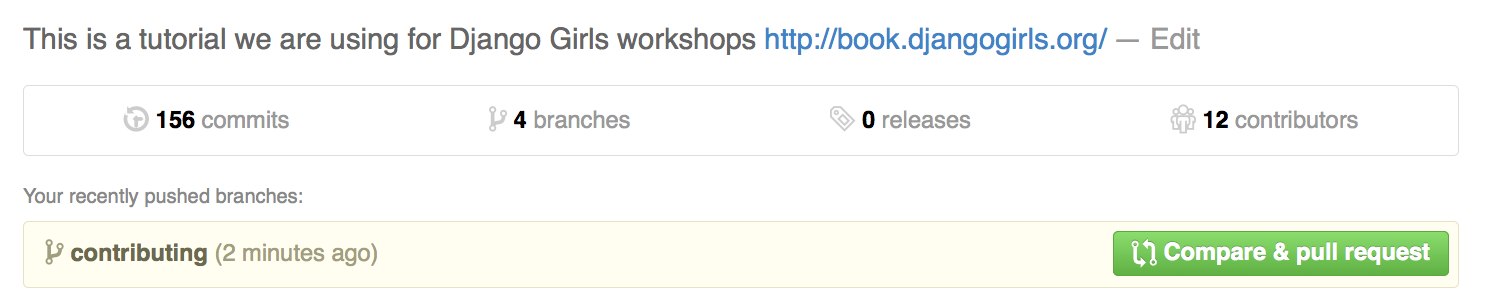 This is a tutorial we are using for Django Girls workshops http://book.djangogirls.org/ — Edit
156 commits 4 branches 0 releases 12 contributors
Your recently pushed branches:
contributing (2 minutes ago) Compare & pull request